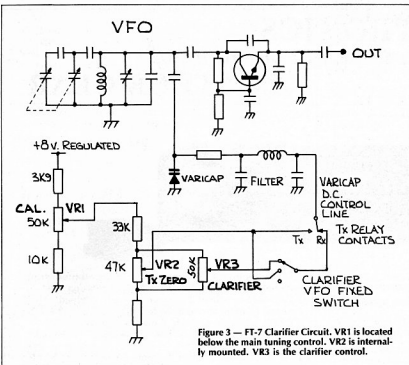 VFO
OUT
+8V. REGULATED
3K9
CAL.
50K
VR1
10K
33K
47K
VR2
TX ZERO
50K
VR3
CLARIFIER
VARICAP
FILTER
VARICAP
D.C.
CONTROL
LINE
Tx
Rx
TX RELAY
CONTACTS
CLARIFIER
VFO FIXED
SWITCH
Figure 3 — FT-7 Clarifier Circuit. VR1 is located
below the main tuning control. VR2 is internal-
ly mounted. VR3 is the clarifier control.